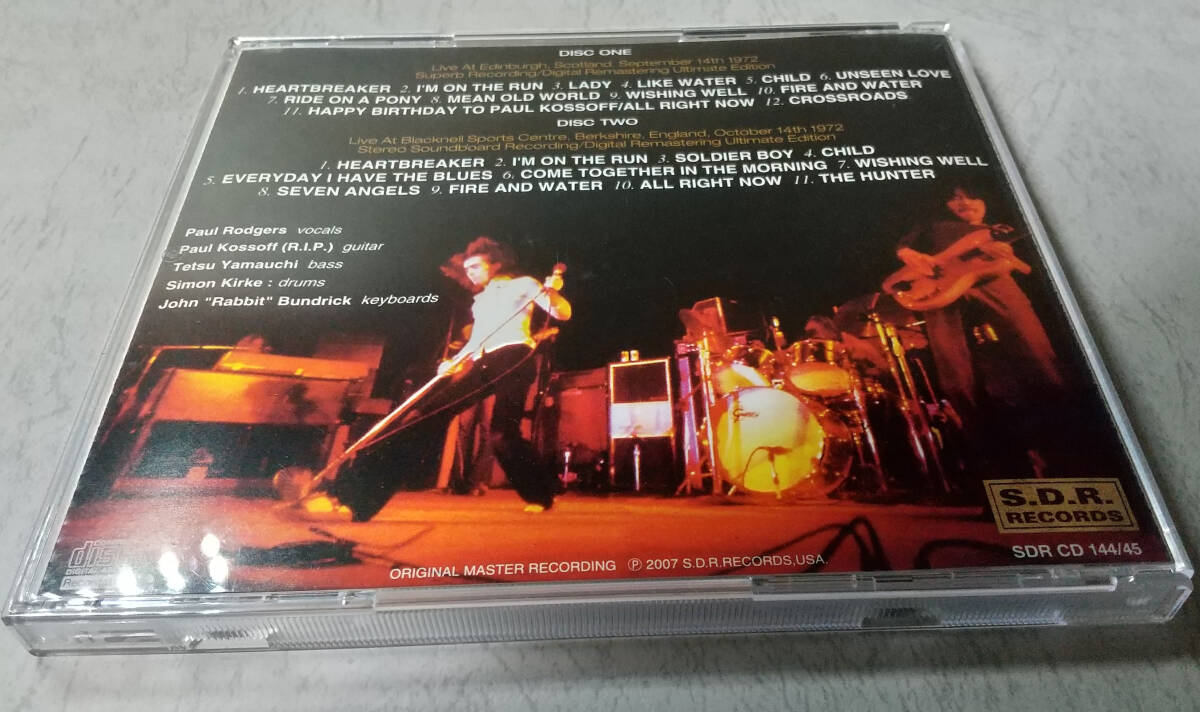 DISC ONE
Live At Edinburgh, Scotland. September 14th 1972
Superb Recording/Digital Remastering Ultimate Edition
1. HEARTBREAKER 2. I'M ON THE RUN 3. LADY 4. LIKE WATER 5. CHILD 6. UNSEEN LOVE
7. RIDE ON A PONY 8. MEAN OLD WORLD 9. WISHING WELL 10. FIRE AND WATER
11. HAPPY BIRTHDAY TO PAUL KOSSOFF/ALL RIGHT NOW 12. CROSSROADS
DISC TWO
Live At Blacknell Sports Centre, Berkshire, England, October 14th 1972
Stereo Soundboard Recording/Digital Remastering Ultimate Edition
1. HEARTBREAKER 2. I'M ON THE RUN 3. SOLDIER BOY 4. CHILD
5. EVERYDAY I HAVE THE BLUES 6. COME TOGETHER IN THE MORNING 7. WISHING WELL
8. SEVEN ANGELS 9. FIRE AND WATER 10. ALL RIGHT NOW 11. THE HUNTER
Paul Rodgers vocals
Paul Kossoff (R.I.P.) guitar
Tetsu Yamauchi bass
Simon Kirke : drums
John "Rabbit" Bundrick keyboards
Gretsch
S.D.R.
RECORDS
SDR CD 144/45
ORIGINAL MASTER RECORDING ℗ 2007 S.D.R.RECORDS,USA.